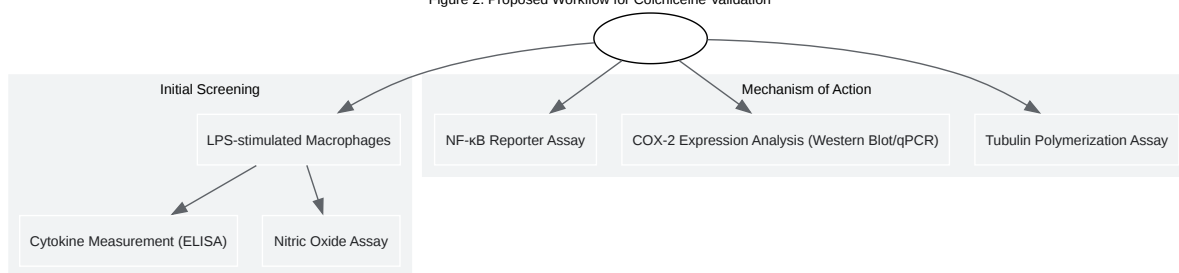 Figure 2: Proposed Workflow for Colchiceine Validation
Initial Screening
Mechanism of Action
LPS-stimulated Macrophages
NF-κB Reporter Assay
COX-2 Expression Analysis (Western Blot/qPCR)
Tubulin Polymerization Assay
Cytokine Measurement (ELISA)
Nitric Oxide Assay